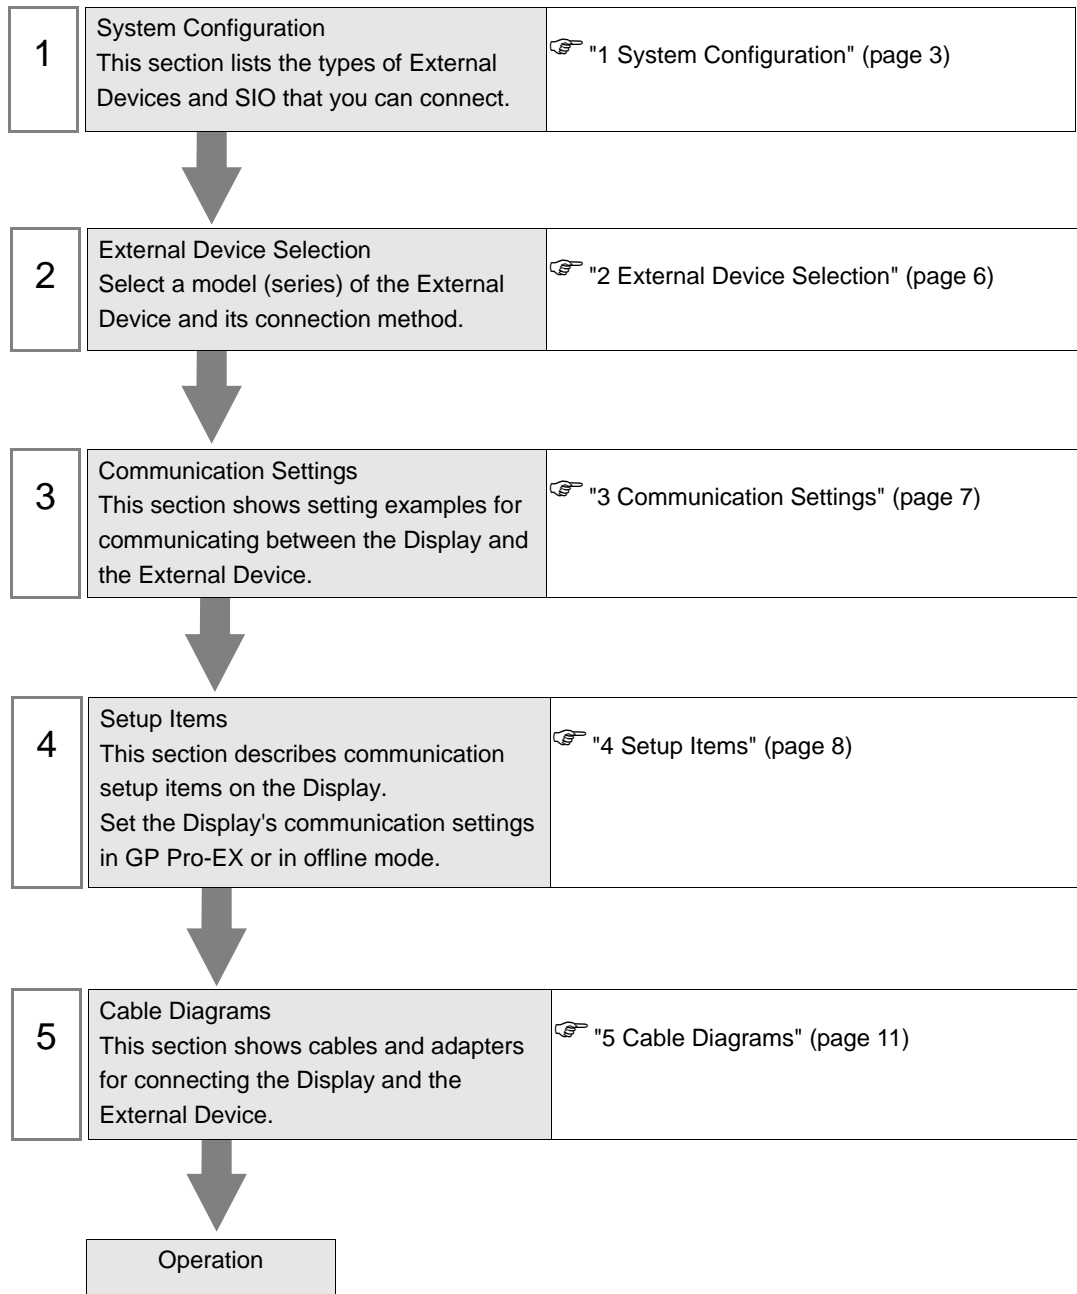 1
System Configuration
This section lists the types of External
Devices and SIO that you can connect.
"1 System Configuration" (page 3)
2
External Device Selection
Select a model (series) of the External
Device and its connection method.
"2 External Device Selection" (page 6)
3
Communication Settings
This section shows setting examples for
communicating between the Display and
the External Device.
"3 Communication Settings" (page 7)
4
Setup Items
This section describes communication
setup items on the Display.
Set the Display's communication settings
in GP Pro-EX or in offline mode.
"4 Setup Items" (page 8)
5
Cable Diagrams
This section shows cables and adapters
for connecting the Display and the
External Device.
"5 Cable Diagrams" (page 11)
Operation